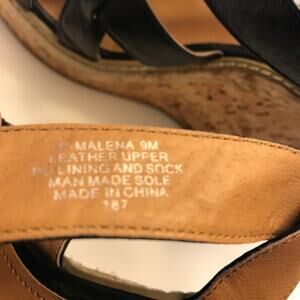 MALENA 9M
LEATHER UPPER
PU LINING AND SOCK
MAN MADE SOLE
MADE IN CHINA
187